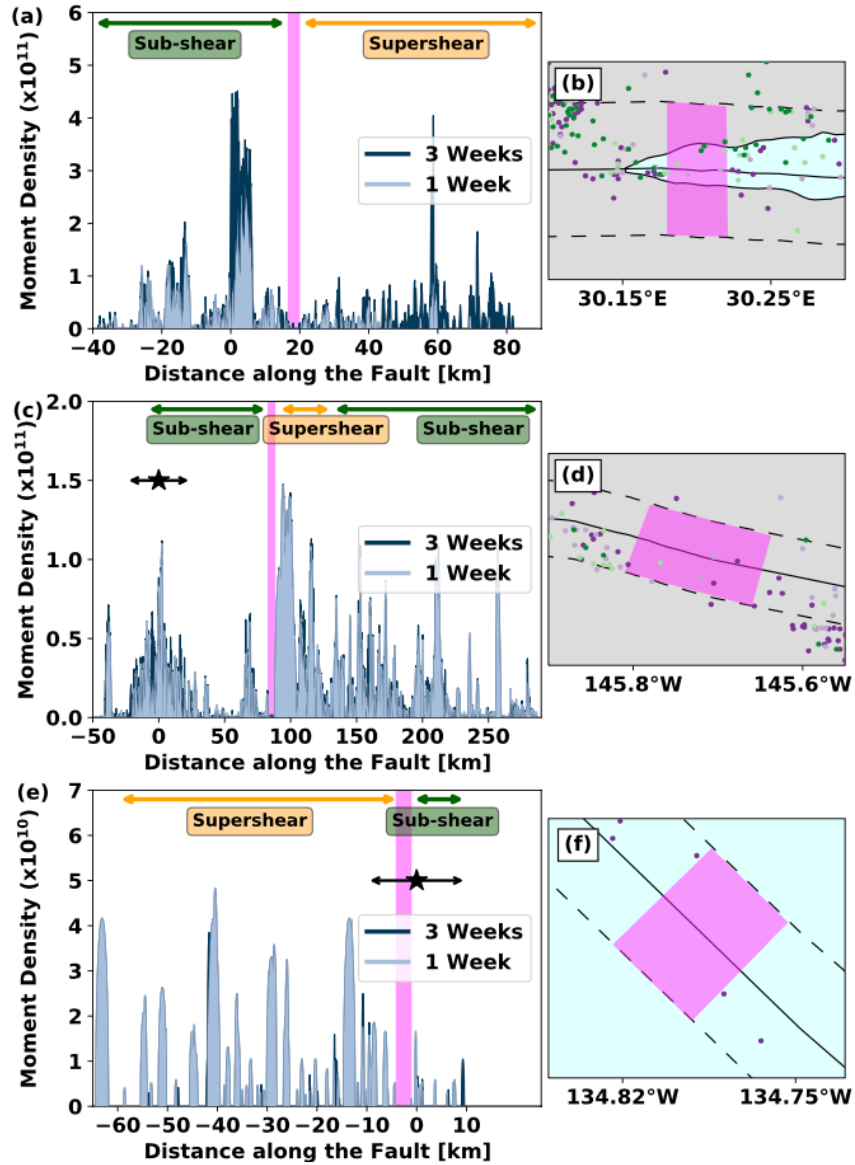 (a)
6
5
4
3
2
1
0
Moment Density (x10¹¹)
Sub-shear
Supershear
3 Weeks
1 Week
−40 −20 0 20 40 60 80
Distance along the Fault [km]
(b)
30.15°E 30.25°E
(c)
2.0
1.5
1.0
0.5
0.0
Moment Density (x10¹¹)
Sub-shear
Supershear
Sub-shear
3 Weeks
1 Week
−50 0 50 100 150 200 250
Distance along the Fault [km]
(d)
145.8°W 145.6°W
(e)
7
6
5
4
3
2
1
0
Moment Density (x10¹⁰)
Supershear
Sub-shear
3 Weeks
1 Week
−60 −50 −40 −30 −20 −10 0 10
Distance along the Fault [km]
(f)
134.82°W 134.75°W